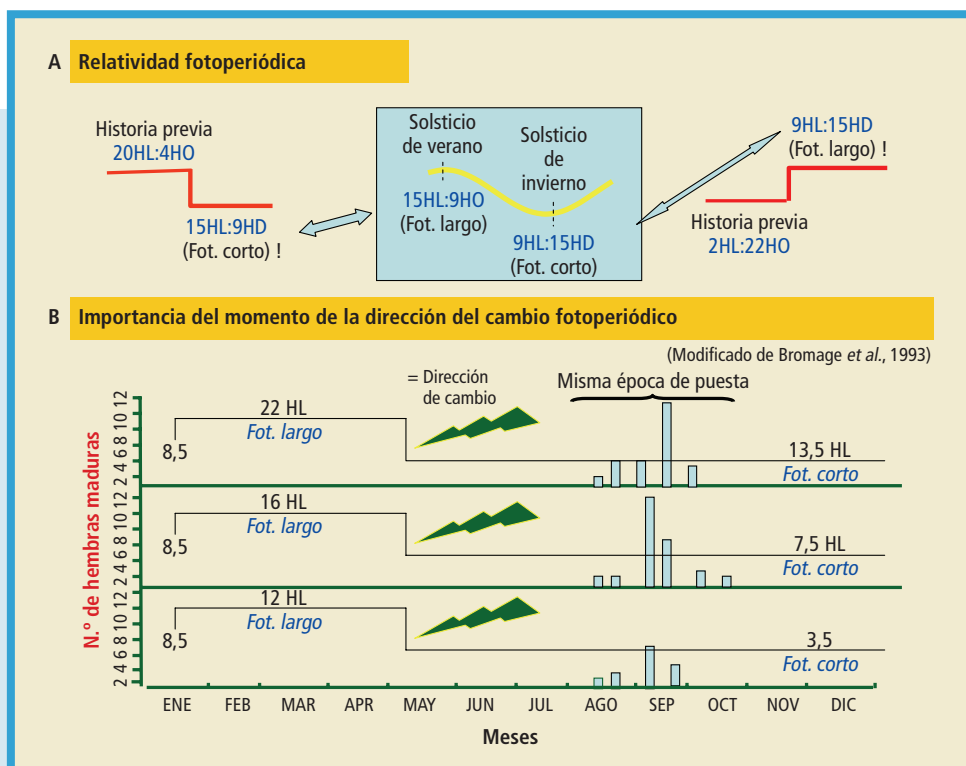 A Relatividad fotoperiódica
Historia previa
20HL:4HO
15HL:9HD
(Fot. corto) !
Solsticio
de verano
15HL:9HO
(Fot. largo)
Solsticio
de
invierno
9HL:15HD
(Fot. corto)
9HL:15HD
(Fot. largo) !
Historia previa
2HL:22HO
B Importancia del momento de la dirección del cambio fotoperiódico
(Modificado de Bromage et al., 1993)
= Dirección
de cambio
Misma época de puesta
N.º de hembras maduras
2 4 6 8 10 12
8,5
22 HL
Fot. largo
13,5 HL
Fot. corto
2 4 6 8 10 12
8,5
16 HL
Fot. largo
7,5 HL
Fot. corto
2 4 6 8 10 12
8,5
12 HL
Fot. largo
3,5
Fot. corto
ENE FEB MAR APR MAY JUN JUL AGO SEP OCT NOV DIC
Meses